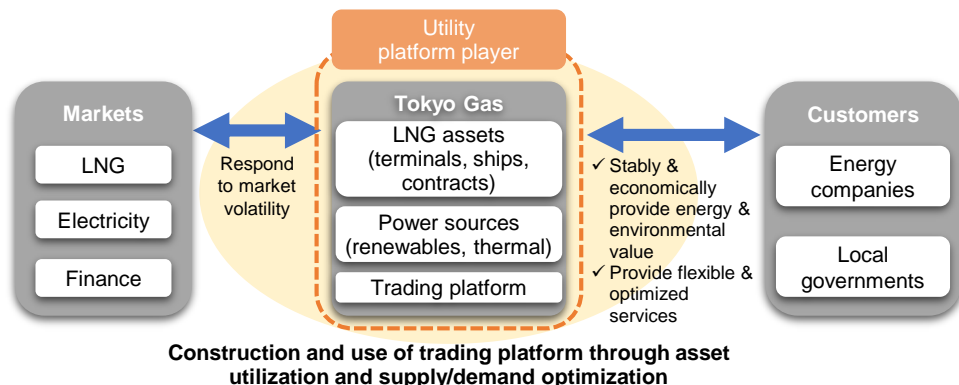 Utility
platform player
Markets
LNG
Electricity
Finance
Respond
to market
volatility
Tokyo Gas
LNG assets
(terminals, ships,
contracts)
Power sources
(renewables, thermal)
Trading platform
✓ Stably &
economically
provide energy &
environmental
value
✓ Provide flexible &
optimized
services
Customers
Energy
companies
Local
governments
Construction and use of trading platform through asset
utilization and supply/demand optimization